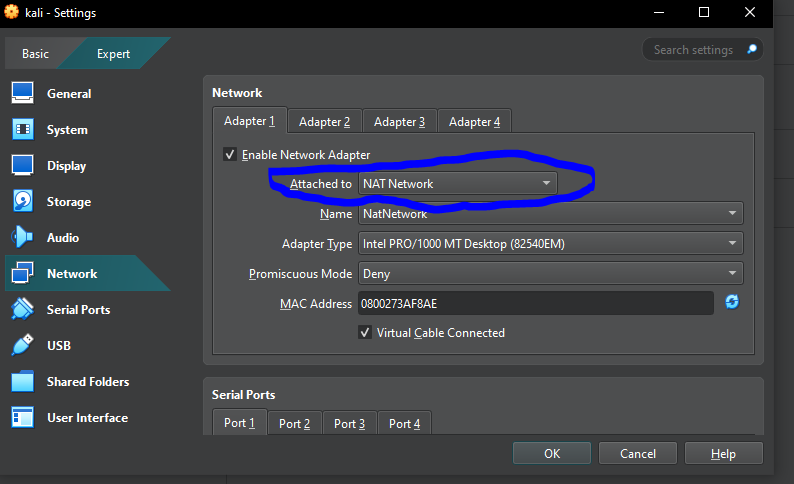 kali - Settings
Basic Expert
Search settings
General
System
Display
Storage
Audio
Network
Serial Ports
USB
Shared Folders
User Interface
Network
Adapter 1 Adapter 2 Adapter 3 Adapter 4
Enable Network Adapter
Attached to NAT Network
Name NatNetwork
Adapter Type Intel PRO/1000 MT Desktop (82540EM)
Promiscuous Mode Deny
MAC Address 0800273AF8AE
Virtual Cable Connected
Serial Ports
Port 1 Port 2 Port 3 Port 4
OK Cancel Help